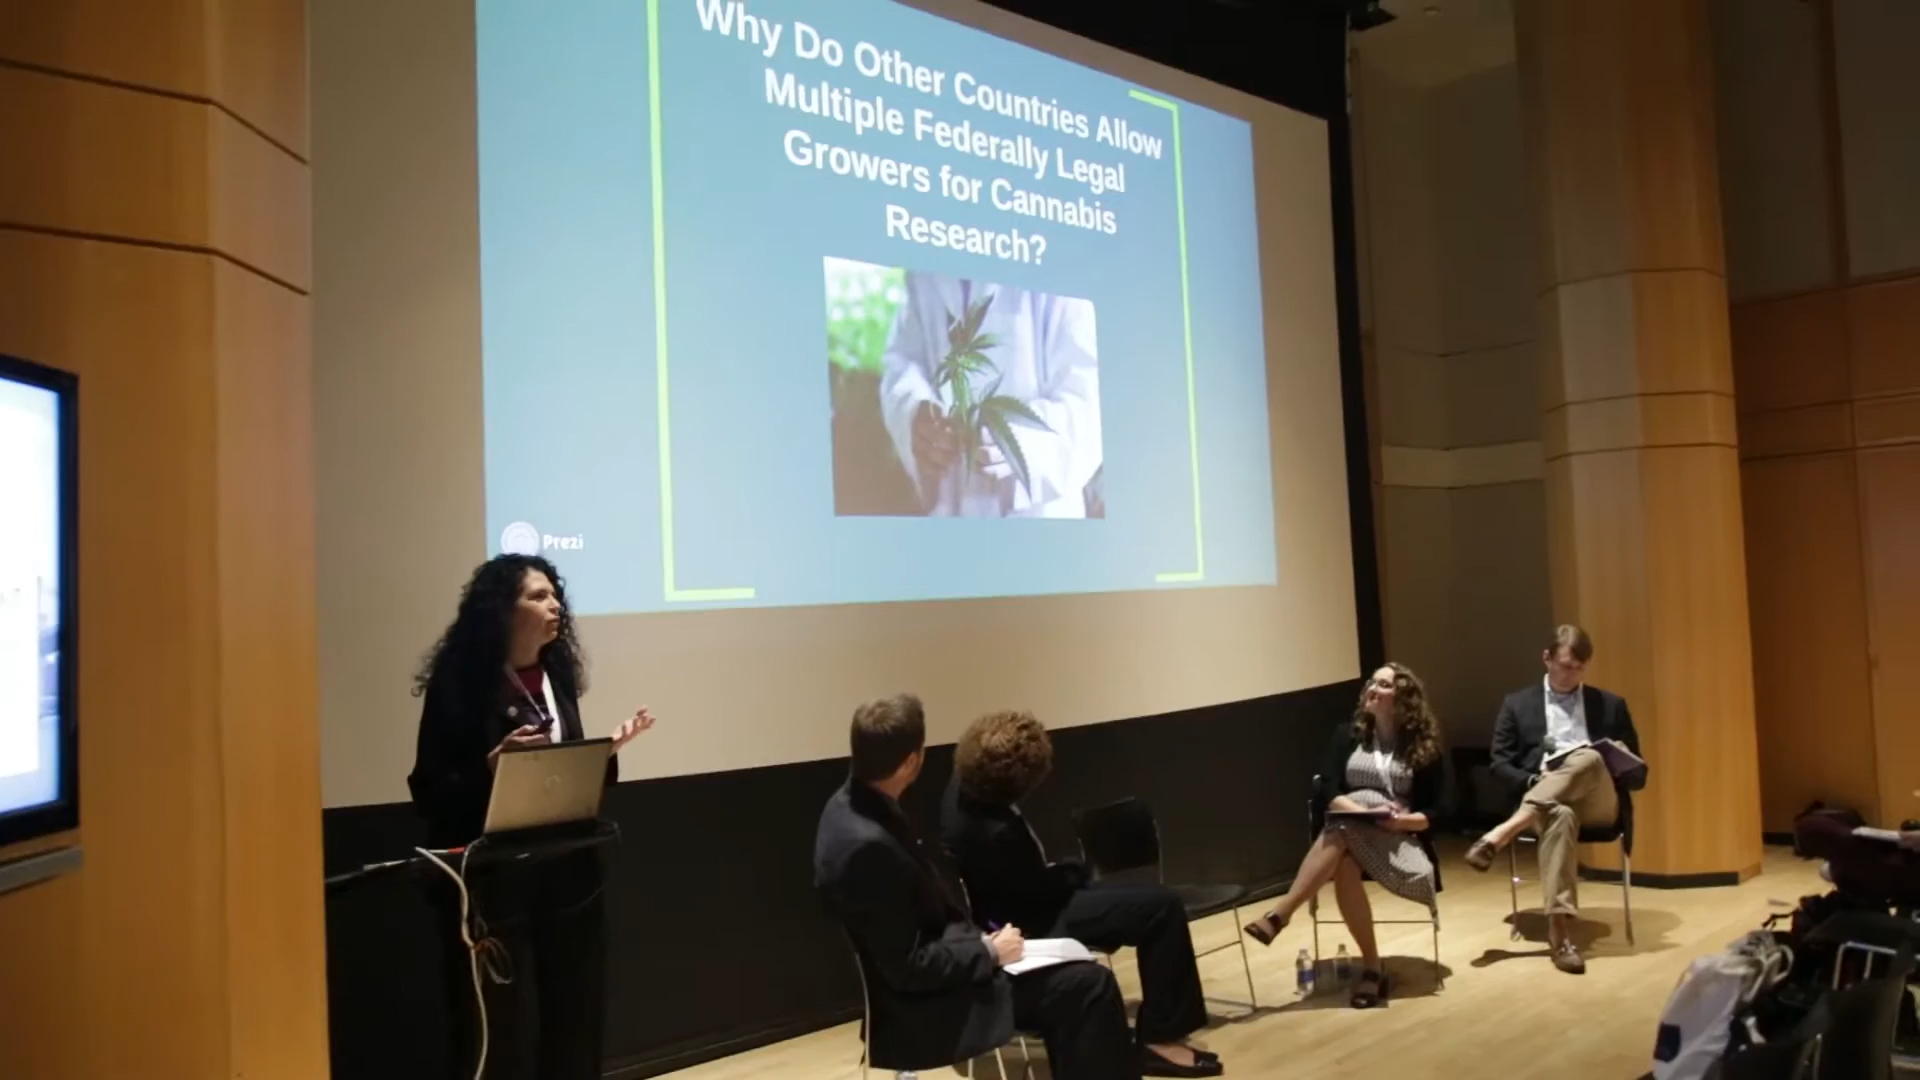 Why Do Other Countries Allow
Multiple Federally Legal
Growers for Cannabis
Research?
Prezi